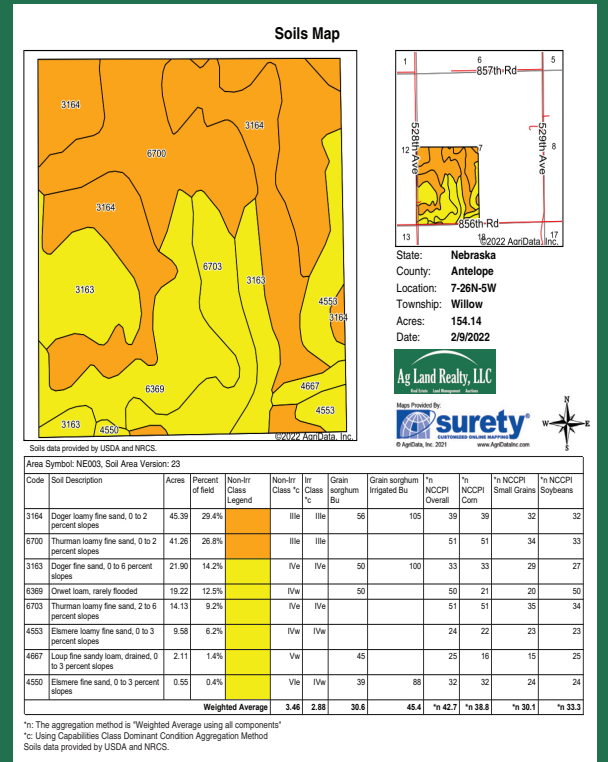 Soils Map
3164
3164
6700
3164
6703
3163
3163
4553
3164
6369
4667
4553
3163
4550
©2022 AgriData, Inc.
Soils data provided by USDA and NRCS.
1
6
5
857th Rd
528th Ave
529th Ave
12
7
8
856th Rd
13
18
17
©2022 AgriData, Inc.
State: Nebraska
County: Antelope
Location: 7-26N-5W
Township: Willow
Acres: 154.14
Date: 2/9/2022
Ag Land Realty, LLC
Real Estate Land Management Auctions
Maps Provided By:
surety®
CUSTOMIZED ONLINE MAPPING
© AgriData, Inc. 2021 www.AgriDataInc.com
N
W E
S
Area Symbol: NE003, Soil Area Version: 23
Code Soil Description Acres Percent of field Non-Irr Class Legend Non-Irr Class *c Irr Class *c Grain sorghum Bu Grain sorghum Irrigated Bu *n NCCPI Overall *n NCCPI Corn *n NCCPI Small Grains *n NCCPI Soybeans
3164 Doger loamy fine sand, 0 to 2 percent slopes 45.39 29.4% IIIe IIIe 56 105 39 39 32 32
6700 Thurman loamy fine sand, 0 to 2 percent slopes 41.26 26.8% IIIe IIIe 51 51 34 33
3163 Doger fine sand, 0 to 6 percent slopes 21.90 14.2% IVe IVe 50 100 33 33 29 27
6369 Orwet loam, rarely flooded 19.22 12.5% IVw 50 50 21 20 50
6703 Thurman loamy fine sand, 2 to 6 percent slopes 14.13 9.2% IVe IVe 51 51 35 34
4553 Elsmere loamy fine sand, 0 to 3 percent slopes 9.58 6.2% IVw IVw 24 22 23 23
4667 Loup fine sandy loam, drained, 0 to 3 percent slopes 2.11 1.4% Vw 45 25 16 15 25
4550 Elsmere fine sand, 0 to 3 percent slopes 0.55 0.4% VIe IVw 39 88 32 32 24 24
Weighted Average 3.46 2.88 30.6 45.4 *n 42.7 *n 38.8 *n 30.1 *n 33.3
*n: The aggregation method is "Weighted Average using all components"
*c: Using Capabilities Class Dominant Condition Aggregation Method
Soils data provided by USDA and NRCS.